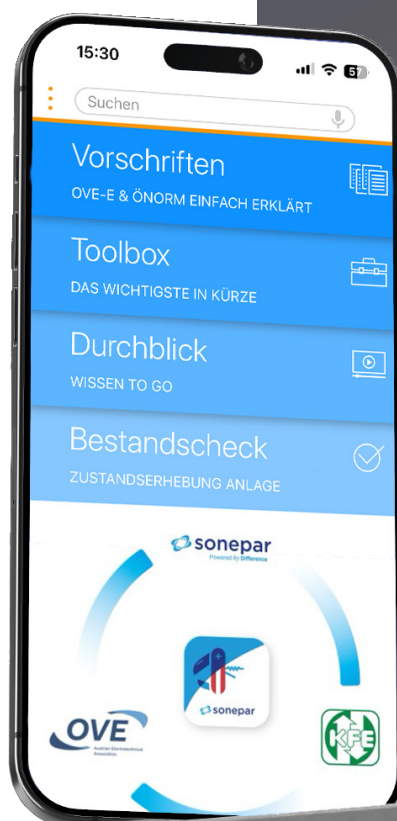 15:30
57
Suchen
Vorschriften
OVE-E & ÖNORM EINFACH ERKLÄRT
Toolbox
DAS WICHTIGSTE IN KÜRZE
Durchblick
WISSEN TO GO
Bestandscheck
ZUSTANDSERHEBUNG ANLAGE
sonepar
Powered By Difference
sonepar
OVE
Austrian Electrotechnical
Association
KFE